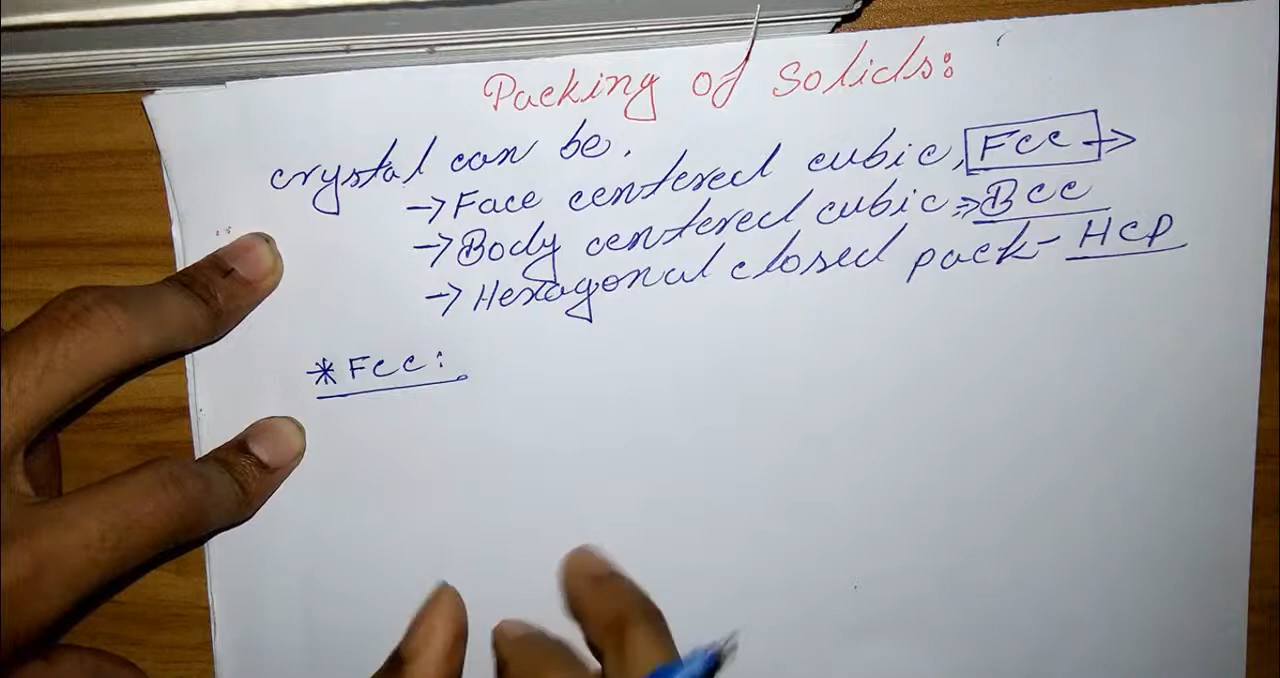 Packing of Solids:
crystal can be.
→ Face centered cubic, Fcc →
→ Body centered cubic ⇒ Bcc
→ Hexagonal closed pack - Hcp
* Fcc: